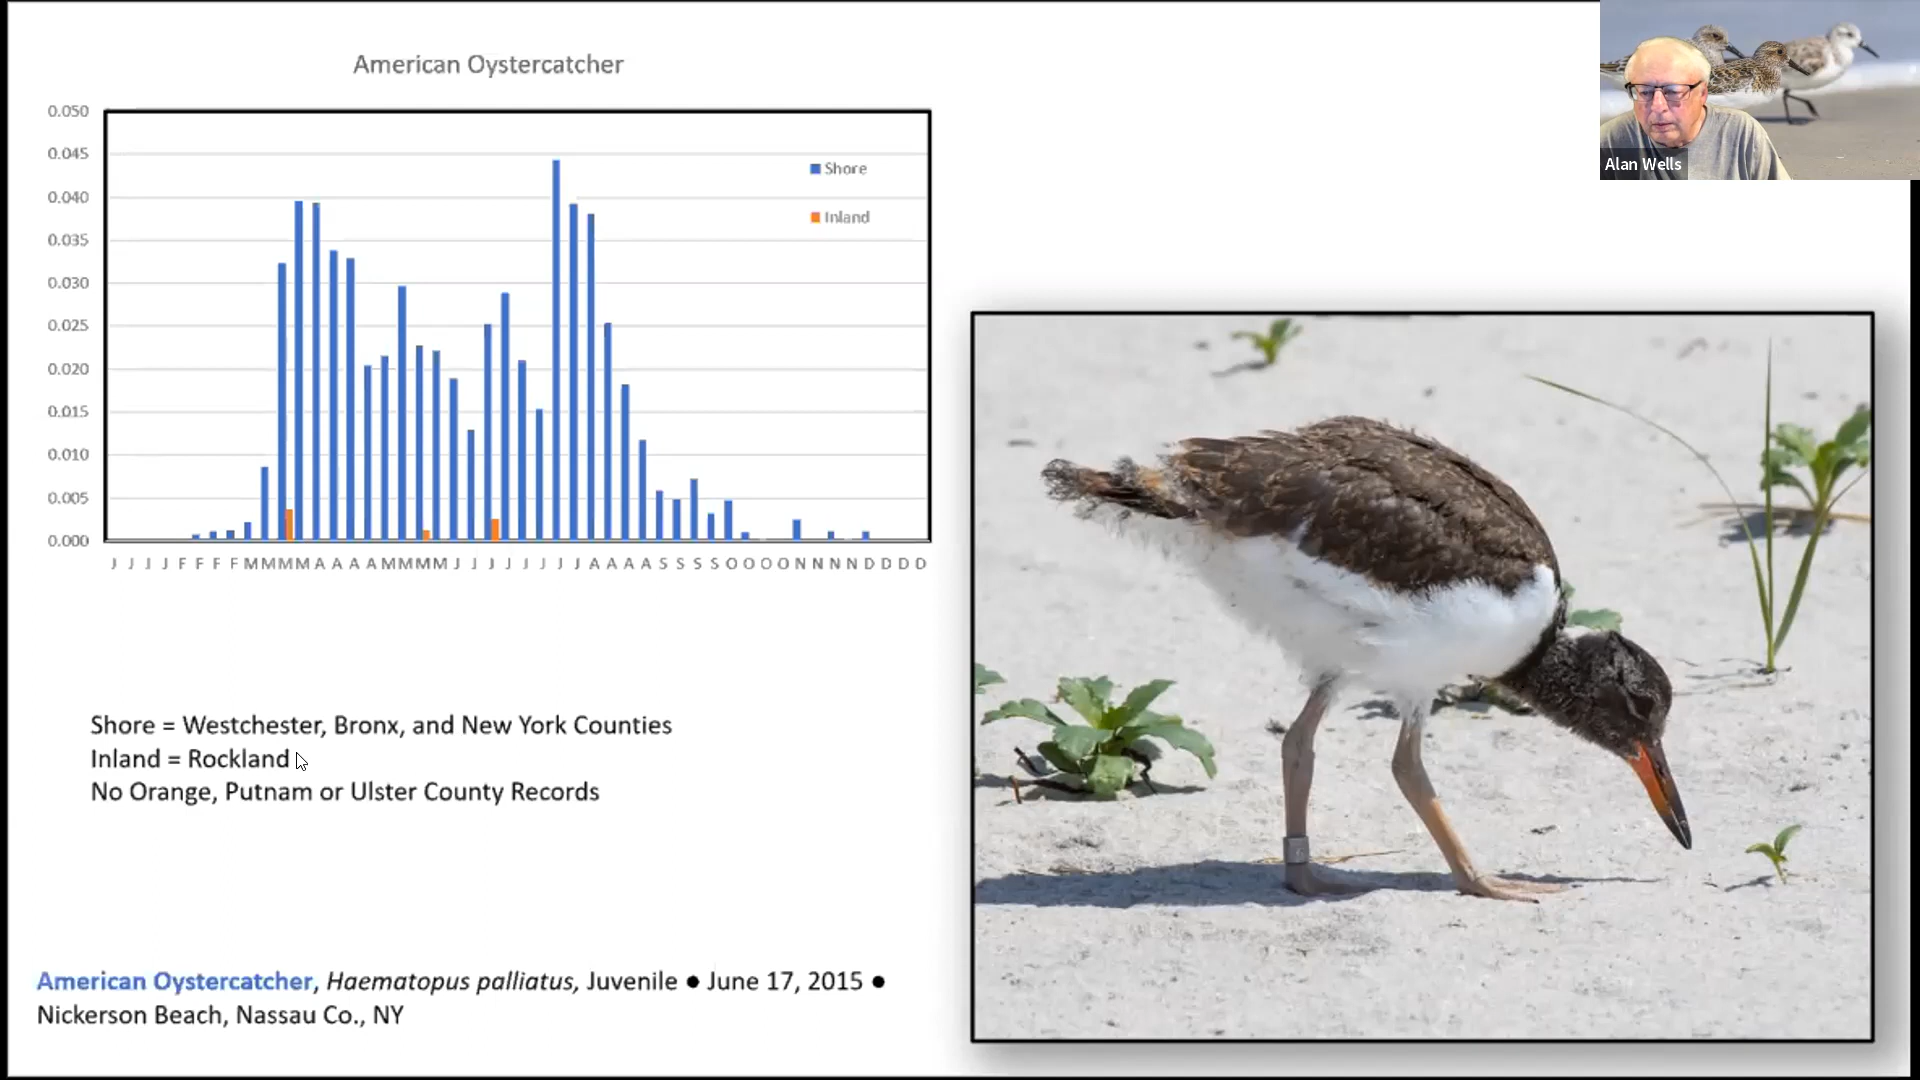 American Oystercatcher
0.050
0.045
0.040
0.035
0.030
0.025
0.020
0.015
0.010
0.005
0.000
Shore
Inland
J J J J F F F F M M M M A A A A M M M M J J J J J J J J A A A A S S S S O O O O N N N N D D D D
Shore = Westchester, Bronx, and New York Counties
Inland = Rockland
No Orange, Putnam or Ulster County Records
American Oystercatcher, Haematopus palliatus, Juvenile ● June 17, 2015 ●
Nickerson Beach, Nassau Co., NY
Alan Wells